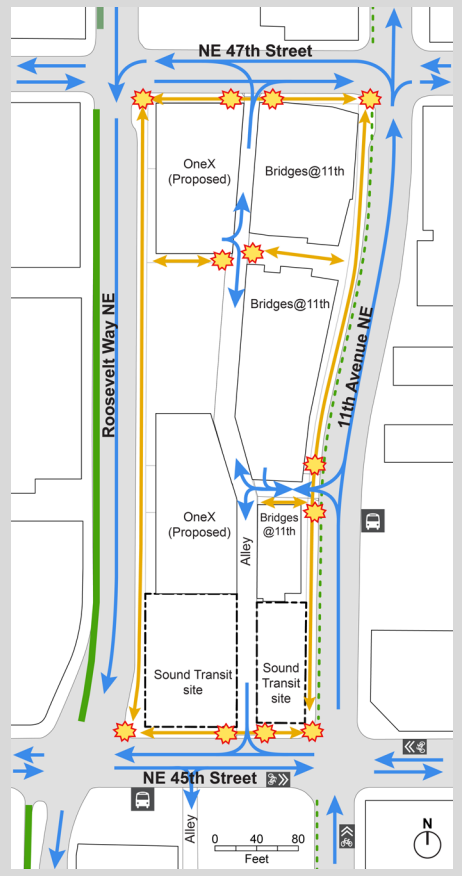 NE 47th Street
OneX
(Proposed)
Bridges@11th
Bridges@11th
Roosevelt Way NE
11th Avenue NE
OneX
(Proposed)
Bridges
@11th
Alley
Sound Transit
site
Sound
Transit
site
NE 45th Street
Alley
0 40 80
Feet
N